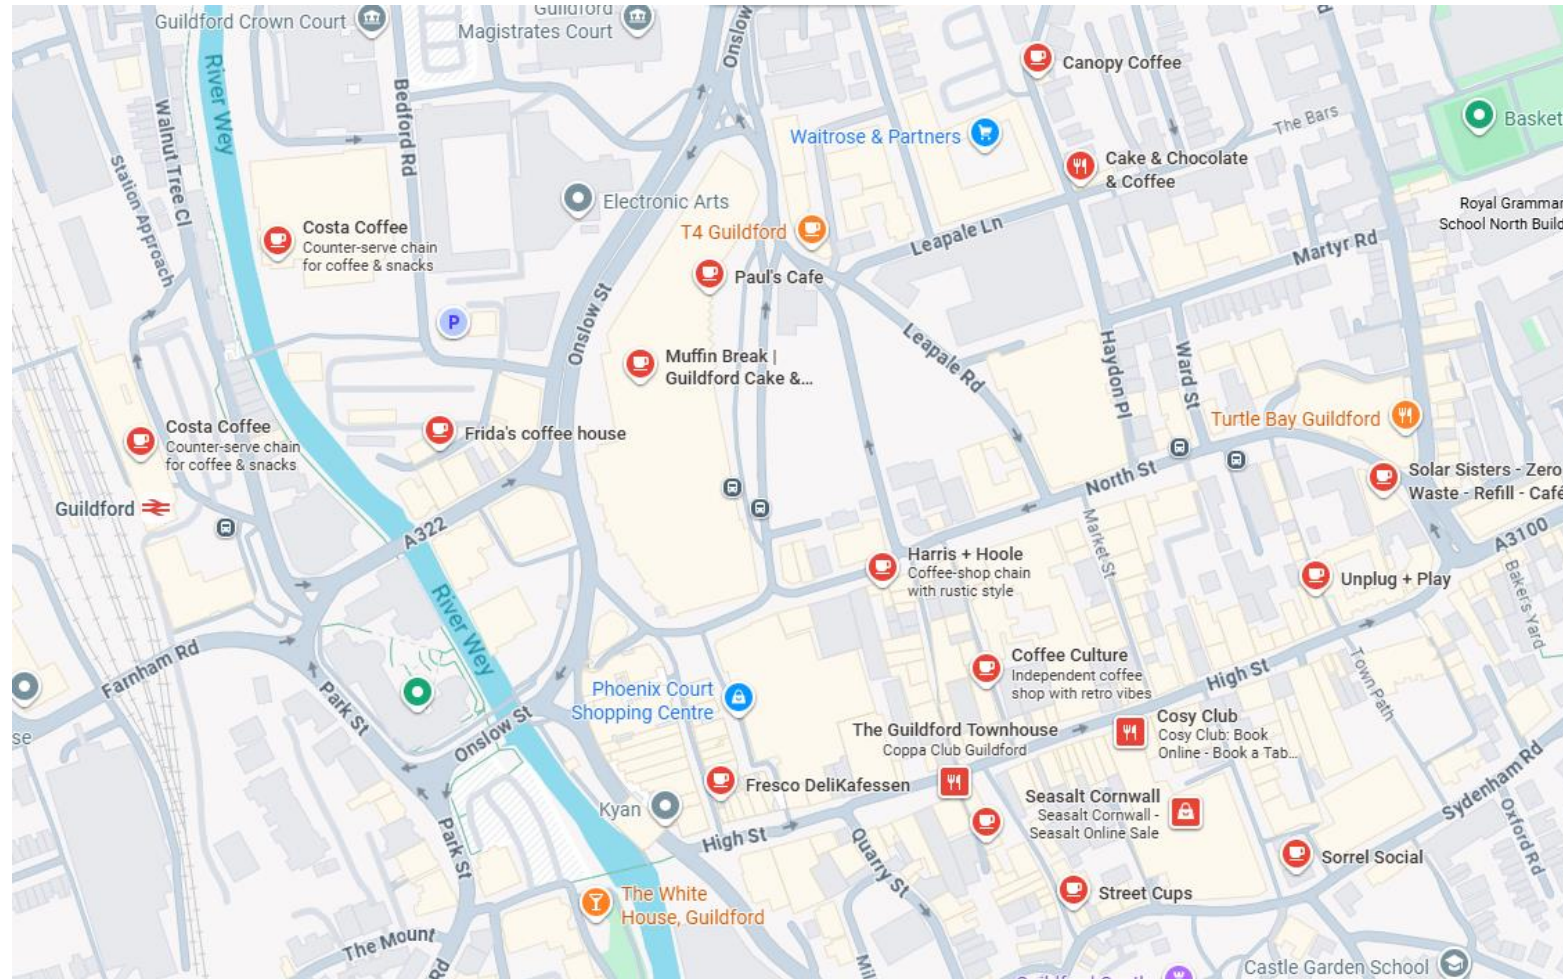 Guildford Crown Court
Guildford
Magistrates Court
Onslow
River Wey
Bedford Rd
Walnut Tree Cl
Station Approach
Canopy Coffee
Waitrose & Partners
The Bars
Basket
Cake & Chocolate
& Coffee
Royal Grammar
School North Build
Electronic Arts
Costa Coffee
Counter-serve chain
for coffee & snacks
T4 Guildford
Leapale Ln
Martyr Rd
Paul's Cafe
P
Onslow St
Leapale Rd
Haydon Pl
Ward St
Muffin Break |
Guildford Cake &...
Costa Coffee
Counter-serve chain
for coffee & snacks
Frida's coffee house
Turtle Bay Guildford
North St
Solar Sisters - Zero
Waste - Refill - Café
Guildford
A322
Market St
A3100
Harris + Hoole
Coffee-shop chain
with rustic style
Unplug + Play
Baker's Yard
River Wey
Farnham Rd
Park St
Coffee Culture
Independent coffee
shop with retro vibes
High St
Town Path
Phoenix Court
Shopping Centre
Onslow St
se
The Guildford Townhouse
Coppa Club Guildford
Cosy Club
Cosy Club: Book
Online - Book a Tab...
Fresco DeliKafessen
Seasalt Cornwall
Seasalt Cornwall -
Seasalt Online Sale
Sydenham Rd
Oxford Rd
Kyan
High St
Park St
Quarry St
Sorrel Social
Street Cups
The White
House, Guildford
The Mount
Rd
Mil
Castle Garden School